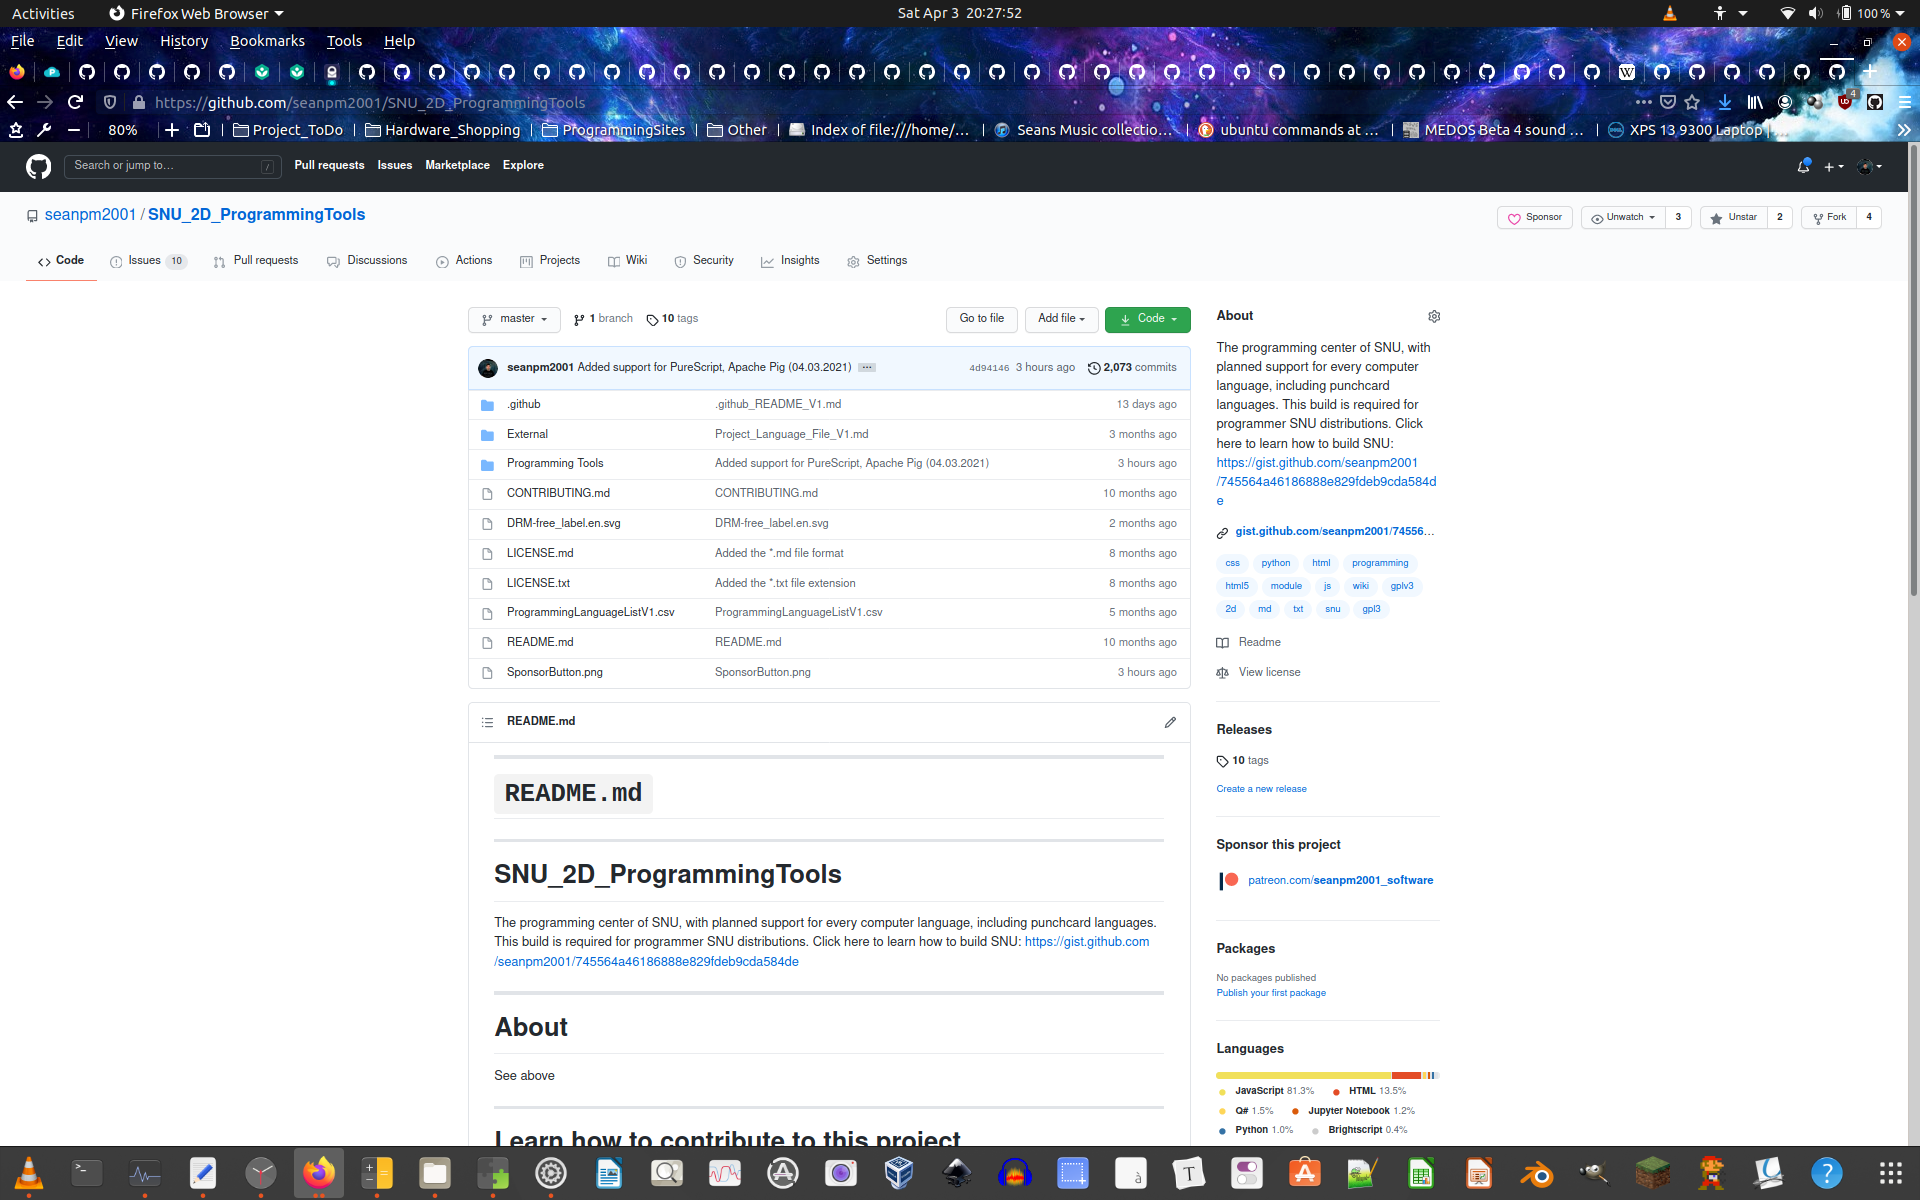 Activities Firefox Web Browser Sat Apr 3 20:27:52 100 %
File Edit View History Bookmarks Tools Help
https://github.com/seanpm2001/SNU_2D_ProgrammingTools 4
80% Project_ToDo Hardware_Shopping ProgrammingSites Other Index of file:///home/… Seans Music collectio… ubuntu commands at … MEDOS Beta 4 sound … XPS 13 9300 Laptop
Search or jump to… / Pull requests Issues Marketplace Explore
seanpm2001 / SNU_2D_ProgrammingTools
Sponsor Unwatch 3 Unstar 2 Fork 4
Code Issues 10 Pull requests Discussions Actions Projects Wiki Security Insights Settings
master 1 branch 10 tags Go to file Add file Code
seanpm2001 Added support for PureScript, Apache Pig (04.03.2021) … 4d94146 3 hours ago 2,073 commits
.github .github_README_V1.md 13 days ago
External Project_Language_File_V1.md 3 months ago
Programming Tools Added support for PureScript, Apache Pig (04.03.2021) 3 hours ago
CONTRIBUTING.md CONTRIBUTING.md 10 months ago
DRM-free_label.en.svg DRM-free_label.en.svg 2 months ago
LICENSE.md Added the *.md file format 8 months ago
LICENSE.txt Added the *.txt file extension 8 months ago
ProgrammingLanguageListV1.csv ProgrammingLanguageListV1.csv 5 months ago
README.md README.md 10 months ago
SponsorButton.png SponsorButton.png 3 hours ago
README.md
README.md
SNU_2D_ProgrammingTools
The programming center of SNU, with planned support for every computer language, including punchcard languages.
This build is required for programmer SNU distributions. Click here to learn how to build SNU: https://gist.github.com
/seanpm2001/745564a46186888e829fdeb9cda584de
About
See above
Learn how to contribute to this project
About
The programming center of SNU, with
planned support for every computer
language, including punchcard
languages. This build is required for
programmer SNU distributions. Click
here to learn how to build SNU:
https://gist.github.com/seanpm2001
/745564a46186888e829fdeb9cda584d
e
gist.github.com/seanpm2001/74556…
css python html programming
html5 module js wiki gplv3
2d md txt snu gpl3
Readme
View license
Releases
10 tags
Create a new release
Sponsor this project
patreon.com/seanpm2001_software
Packages
No packages published
Publish your first package
Languages
JavaScript 81.3% HTML 13.5%
Q# 1.5% Jupyter Notebook 1.2%
Python 1.0% Brightscript 0.4%